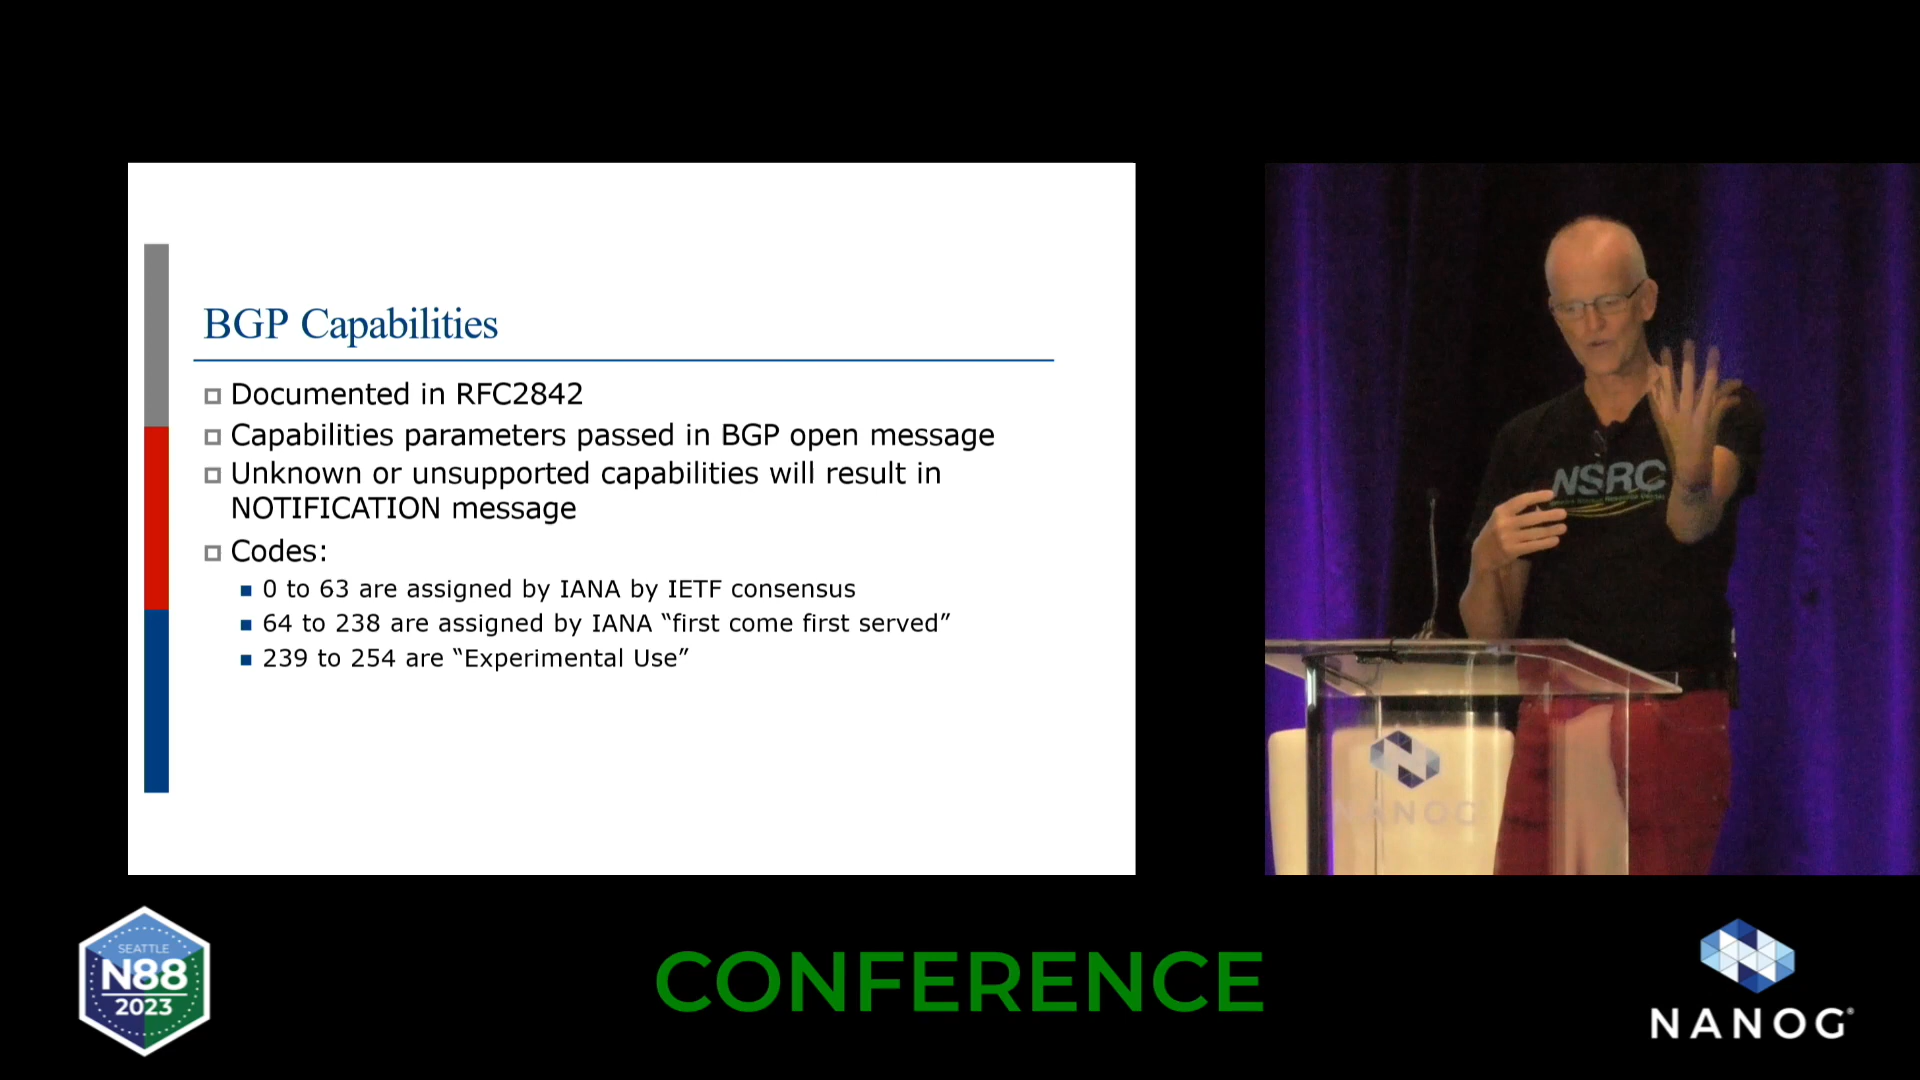 BGP Capabilities
Documented in RFC2842
Capabilities parameters passed in BGP open message
Unknown or unsupported capabilities will result in
NOTIFICATION message
Codes:
0 to 63 are assigned by IANA by IETF consensus
64 to 238 are assigned by IANA “first come first served”
239 to 254 are “Experimental Use”
NSRC
NANOG
SEATTLE
N88
2023
CONFERENCE
NANOG®